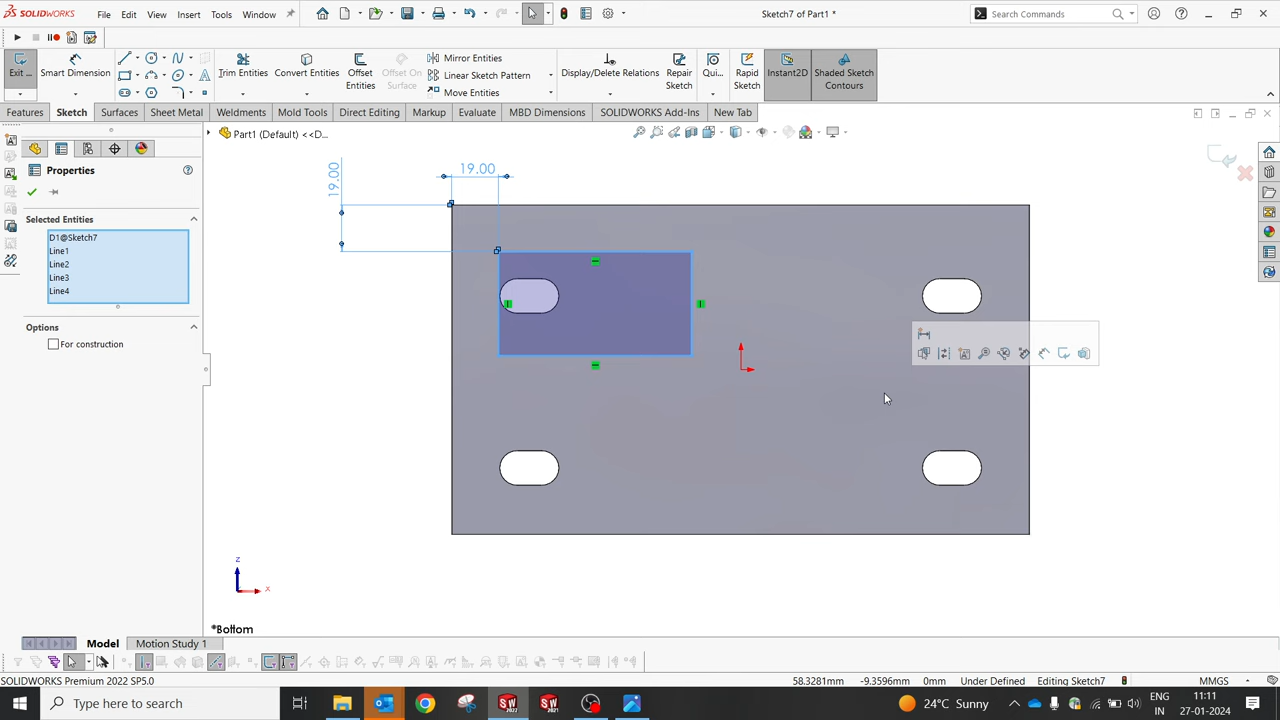 SOLIDWORKS
File Edit View Insert Tools Window
Sketch7 of Part1 *
Search Commands
Exit ...
Smart Dimension
Trim Entities
Convert Entities
Offset Entities
Offset On Surface
Mirror Entities
Linear Sketch Pattern
Move Entities
Display/Delete Relations
Repair Sketch
Qui...
Rapid Sketch
Instant2D
Shaded Sketch Contours
Features Sketch Surfaces Sheet Metal Weldments Mold Tools Direct Editing Markup Evaluate MBD Dimensions SOLIDWORKS Add-Ins New Tab
Part1 (Default) <<D...
Properties
Selected Entities
D1@Sketch7
Line1
Line2
Line3
Line4
Options
For construction
19.00
19.00
z
x
*Bottom
Model Motion Study 1
SOLIDWORKS Premium 2022 SP5.0
58.3281mm -9.3596mm 0mm Under Defined Editing Sketch7 MMGS
Type here to search
24°C Sunny
ENG
IN
11:11
27-01-2024